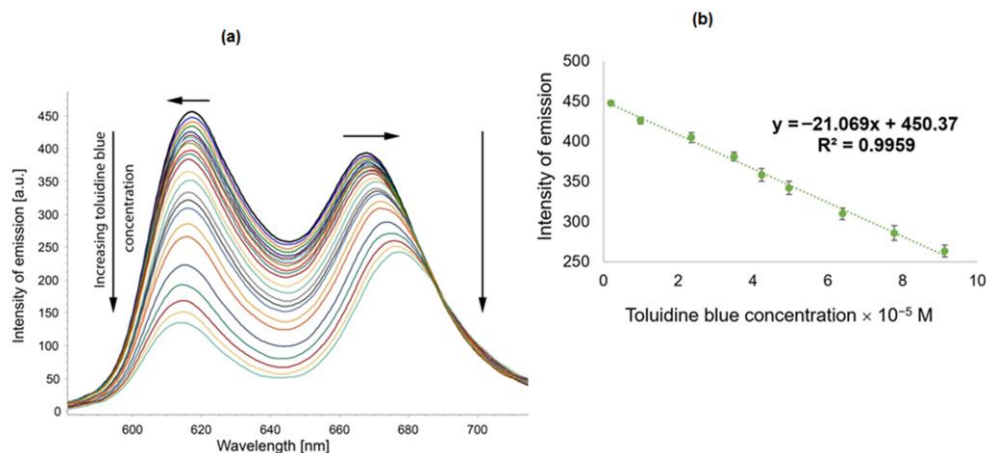 (a)
Intensity of emission [a.u.]
450
400
350
300
250
200
150
100
50
0
Increasing toluidine blue
concentration
600
620
640
660
680
700
Wavelength [nm]
(b)
Intensity of emission
500
450
400
350
300
250
y = −21.069x + 450.37
R² = 0.9959
0
2
4
6
8
10
Toluidine blue concentration × 10⁻⁵ M